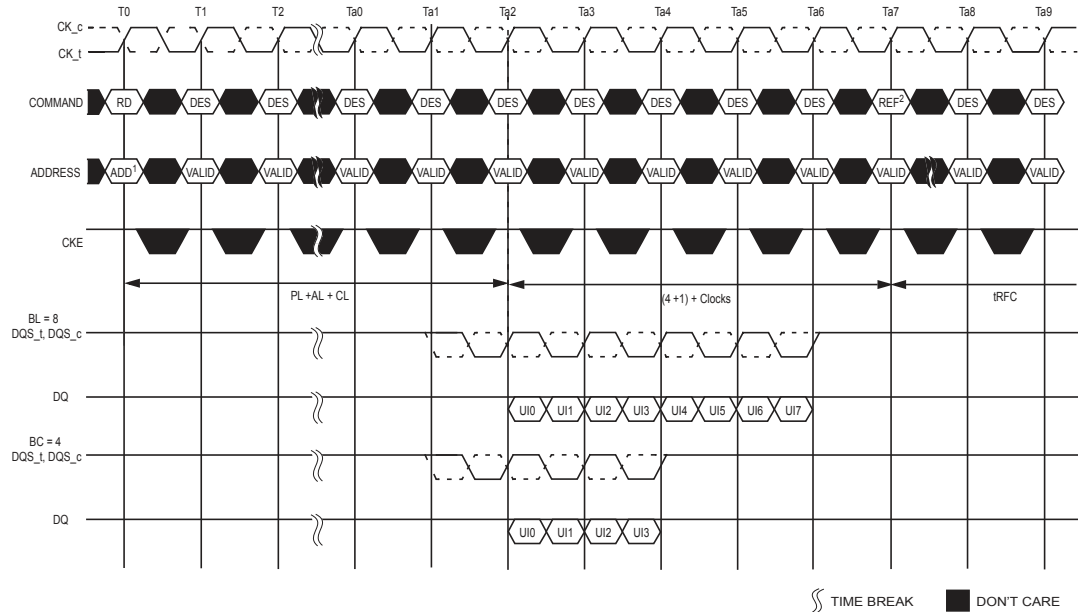 T0 T1 T2 Ta0 Ta1 Ta2 Ta3 Ta4 Ta5 Ta6 Ta7 Ta8 Ta9
CK_c
CK_t
COMMAND RD DES DES DES DES DES DES DES DES DES REF2 DES DES
ADDRESS ADD1 VALID VALID VALID VALID VALID VALID VALID VALID VALID VALID VALID VALID
CKE
PL +AL + CL (4 +1) + Clocks tRFC
BL = 8
DQS_t, DQS_c
DQ UI0 UI1 UI2 UI3 UI4 UI5 UI6 UI7
BC = 4
DQS_t, DQS_c
DQ UI0 UI1 UI2 UI3
TIME BREAK DON'T CARE